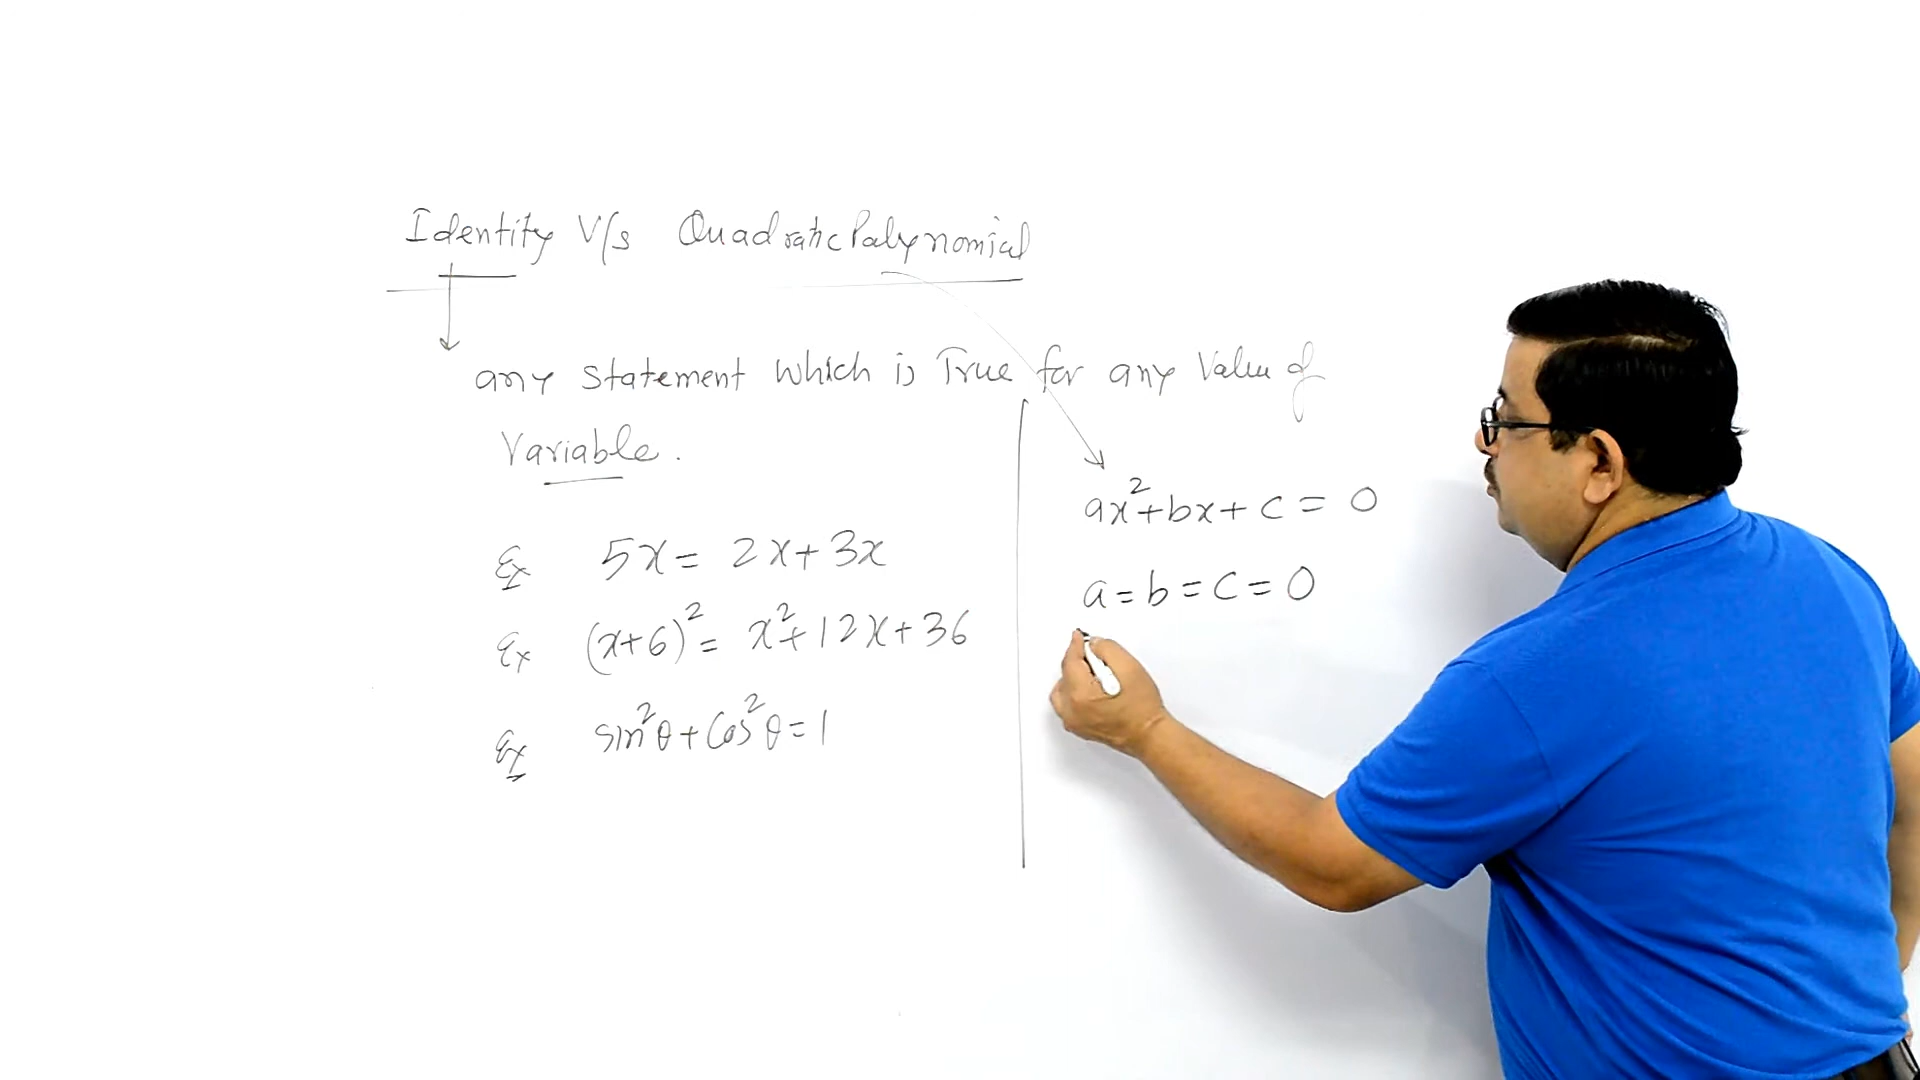 Identity V/s Quadratic Polynomial
any statement which is True for any Value of
Variable.
Ex 5x = 2x+3x
Ex (x+6)² = x²+12x+36
Ex sin²θ+Cos²θ=1
ax²+bx+c = 0
a=b=c=0